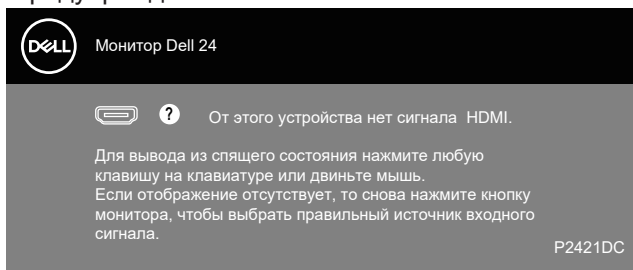 DELL
Монитор Dell 24
? От этого устройства нет сигнала HDMI.
Для вывода из спящего состояния нажмите любую
клавишу на клавиатуре или двиньте мышь.
Если отображение отсутствует, то снова нажмите кнопку
монитора, чтобы выбрать правильный источник входного
сигнала.
P2421DC